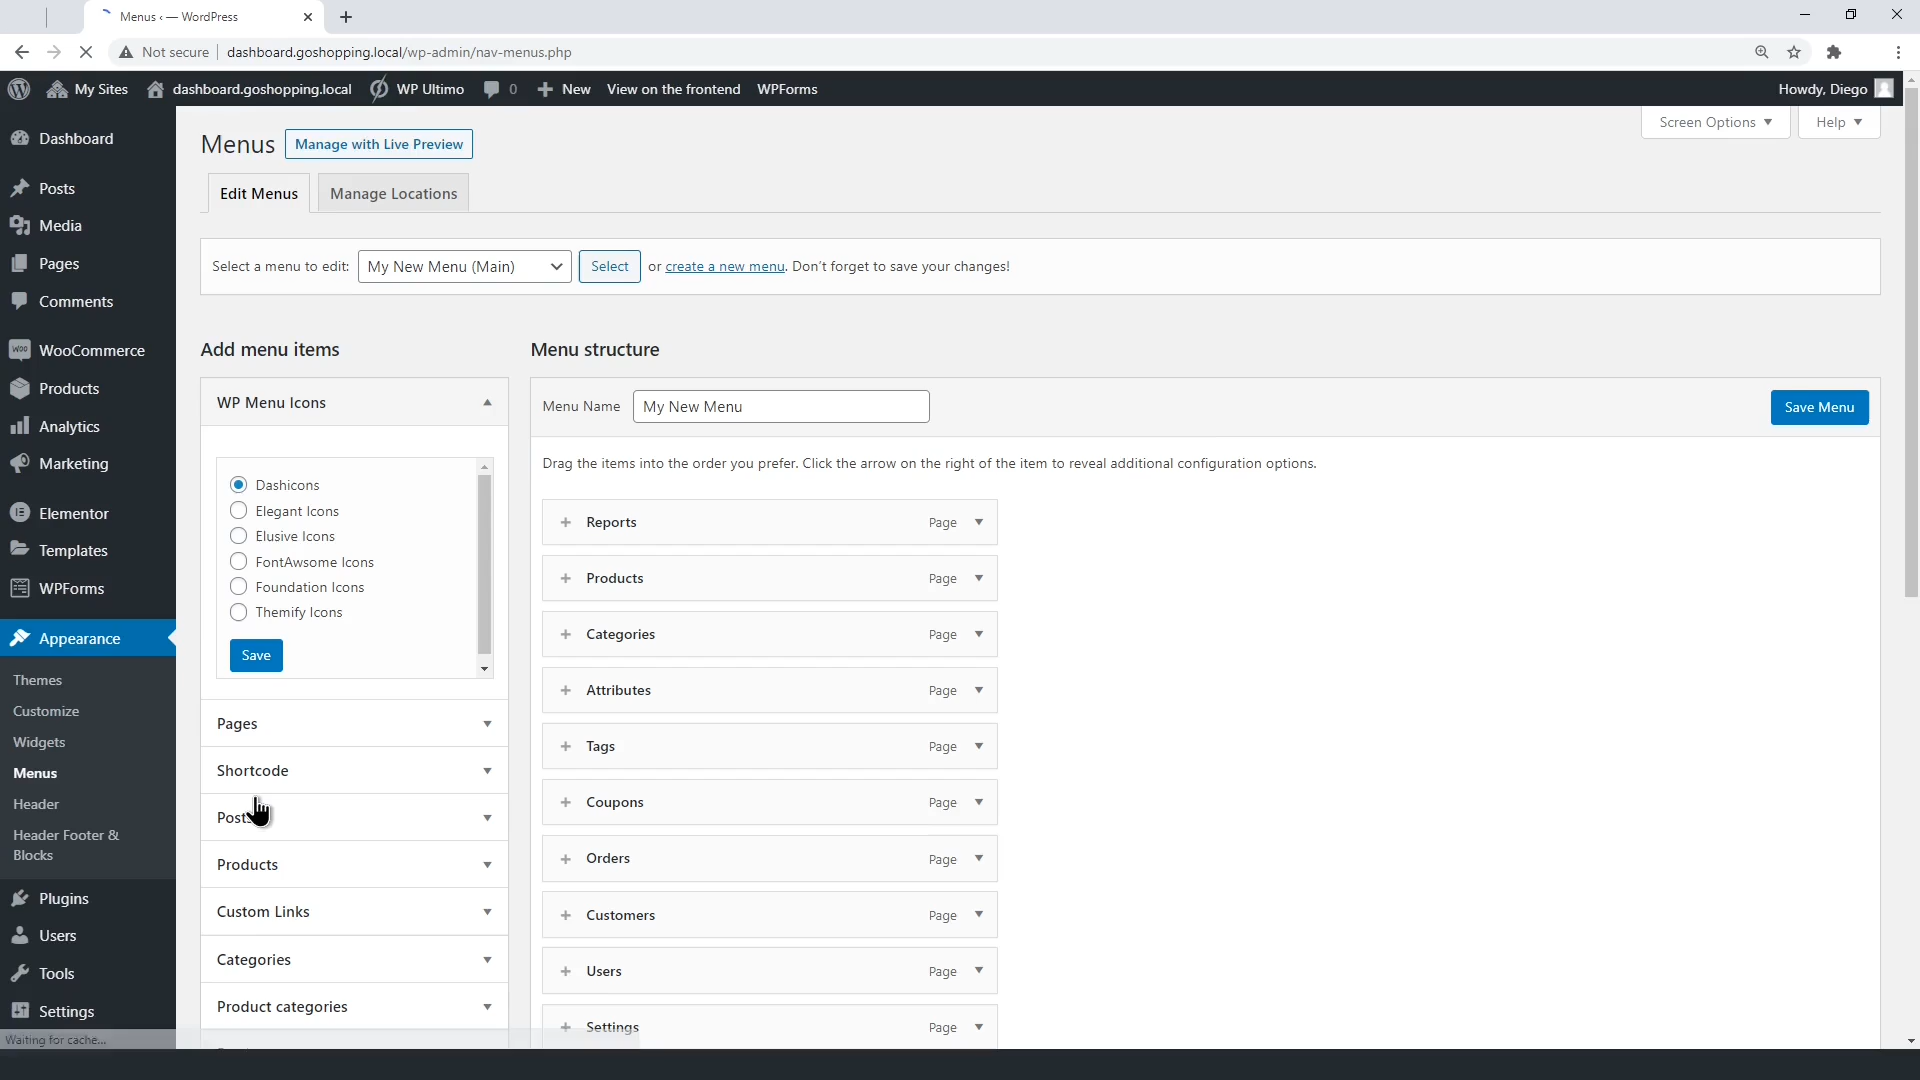 Menus ‹ — WordPress
Not secure dashboard.goshopping.local/wp-admin/nav-menus.php
My Sites dashboard.goshopping.local WP Ultimo 0 New View on the frontend WPForms Howdy, Diego
Screen Options Help
Dashboard
Posts
Media
Pages
Comments
WooCommerce
Products
Analytics
Marketing
Elementor
Templates
WPForms
Appearance
Themes
Customize
Widgets
Menus
Header
Header Footer &
Blocks
Plugins
Users
Tools
Settings
Waiting for cache...
Menus Manage with Live Preview
Edit Menus Manage Locations
Select a menu to edit: My New Menu (Main) Select or create a new menu. Don't forget to save your changes!
Add menu items
WP Menu Icons
Dashicons
Elegant Icons
Elusive Icons
FontAwsome Icons
Foundation Icons
Themify Icons
Save
Pages
Shortcode
Posts
Products
Custom Links
Categories
Product categories
Menu structure
Menu Name My New Menu Save Menu
Drag the items into the order you prefer. Click the arrow on the right of the item to reveal additional configuration options.
Reports Page
Products Page
Categories Page
Attributes Page
Tags Page
Coupons Page
Orders Page
Customers Page
Users Page
Settings Page